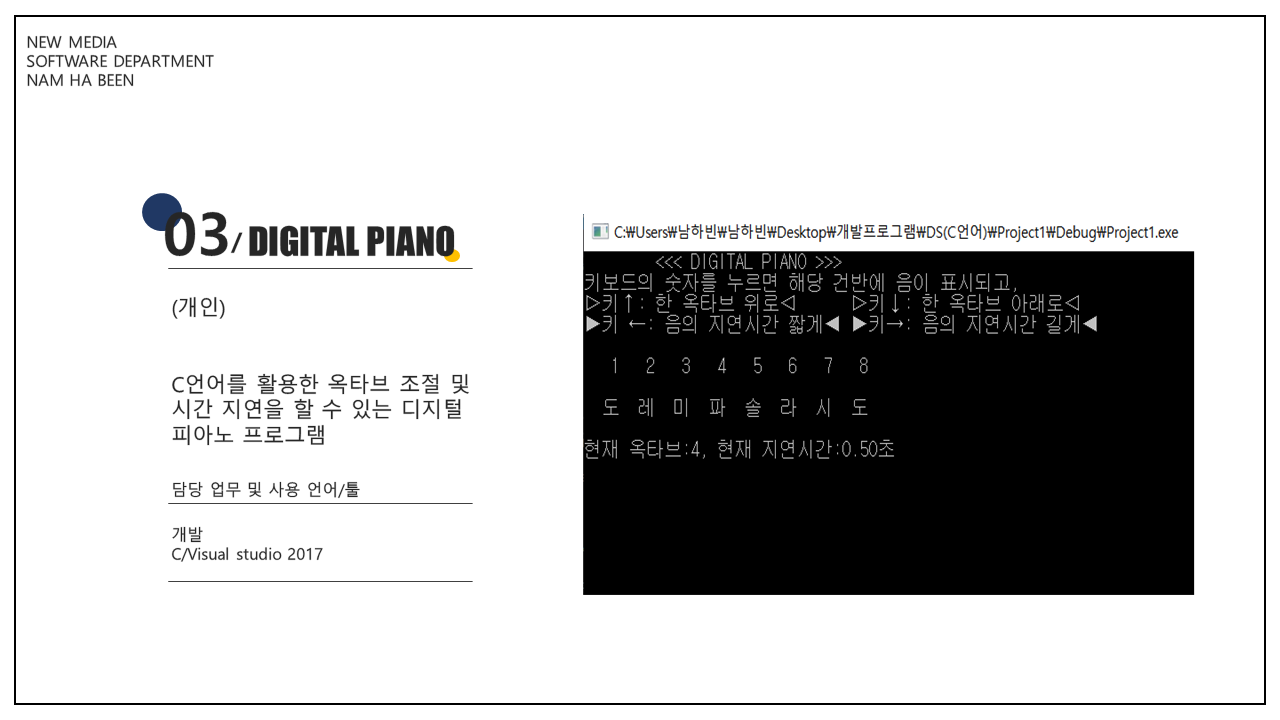 NEW MEDIA
SOFTWARE DEPARTMENT
NAM HA BEEN
03/ DIGITAL PIANO
(개인)
C언어를 활용한 옥타브 조절 및
시간 지연을 할 수 있는 디지털
피아노 프로그램
담당 업무 및 사용 언어/툴
개발
C/Visual studio 2017
C:₩Users₩남하빈₩남하빈₩Desktop₩개발프로그램₩DS(C언어)₩Project1₩Debug₩Project1.exe
<<< DIGITAL PIANO >>>
키보드의 숫자를 누르면 해당 건반에 음이 표시되고,
▷키↑: 한 옥타브 위로◁ ▷키↓: 한 옥타브 아래로◁
▶키 ←: 음의 지연시간 짧게◀ ▶키→: 음의 지연시간 길게◀
1 2 3 4 5 6 7 8
도 레 미 파 솔 라 시 도
현재 옥타브:4, 현재 지연시간:0.50초